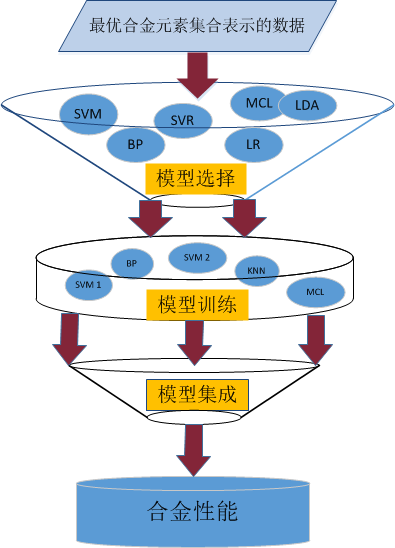 最优合金元素集合表示的数据
SVM
SVR
MCL
LDA
BP
LR
模型选择
BP
SVM 2
KNN
SVM 1
MCL
模型训练
模型集成
合金性能